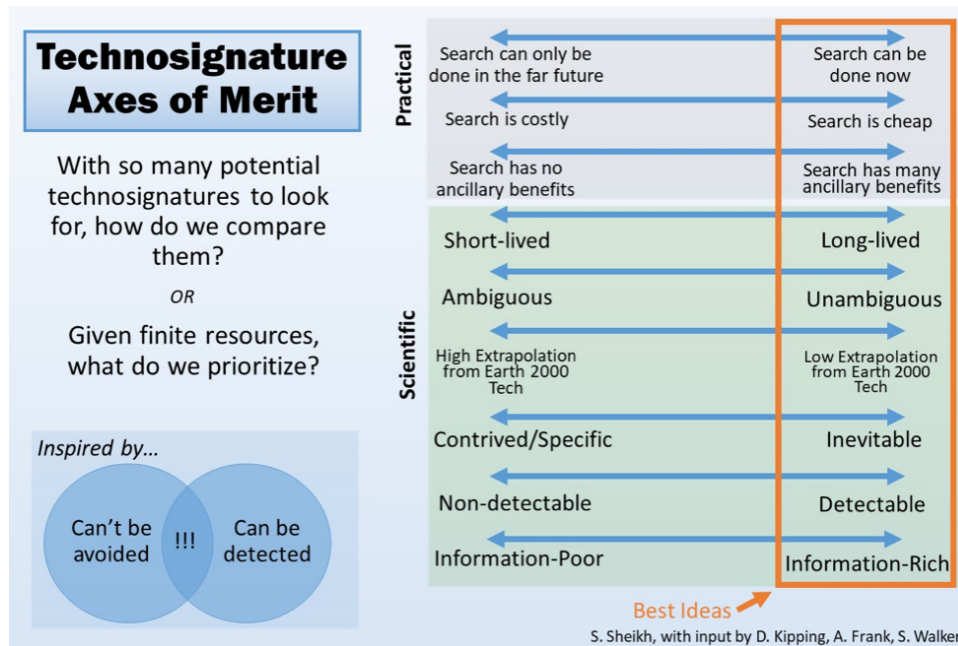 Technosignature
Axes of Merit
With so many potential
technosignatures to look
for, how do we compare
them?
OR
Given finite resources,
what do we prioritize?
Inspired by...
Can't be
avoided
!!!
Can be
detected
Practical
Search can only be
done in the far future
Search can be
done now
Search is costly
Search is cheap
Search has no
ancillary benefits
Search has many
ancillary benefits
Scientific
Short-lived
Long-lived
Ambiguous
Unambiguous
High Extrapolation
from Earth 2000
Tech
Low Extrapolation
from Earth 2000
Tech
Contrived/Specific
Inevitable
Non-detectable
Detectable
Information-Poor
Information-Rich
Best Ideas
S. Sheikh, with input by D. Kipping, A. Frank, S. Walker